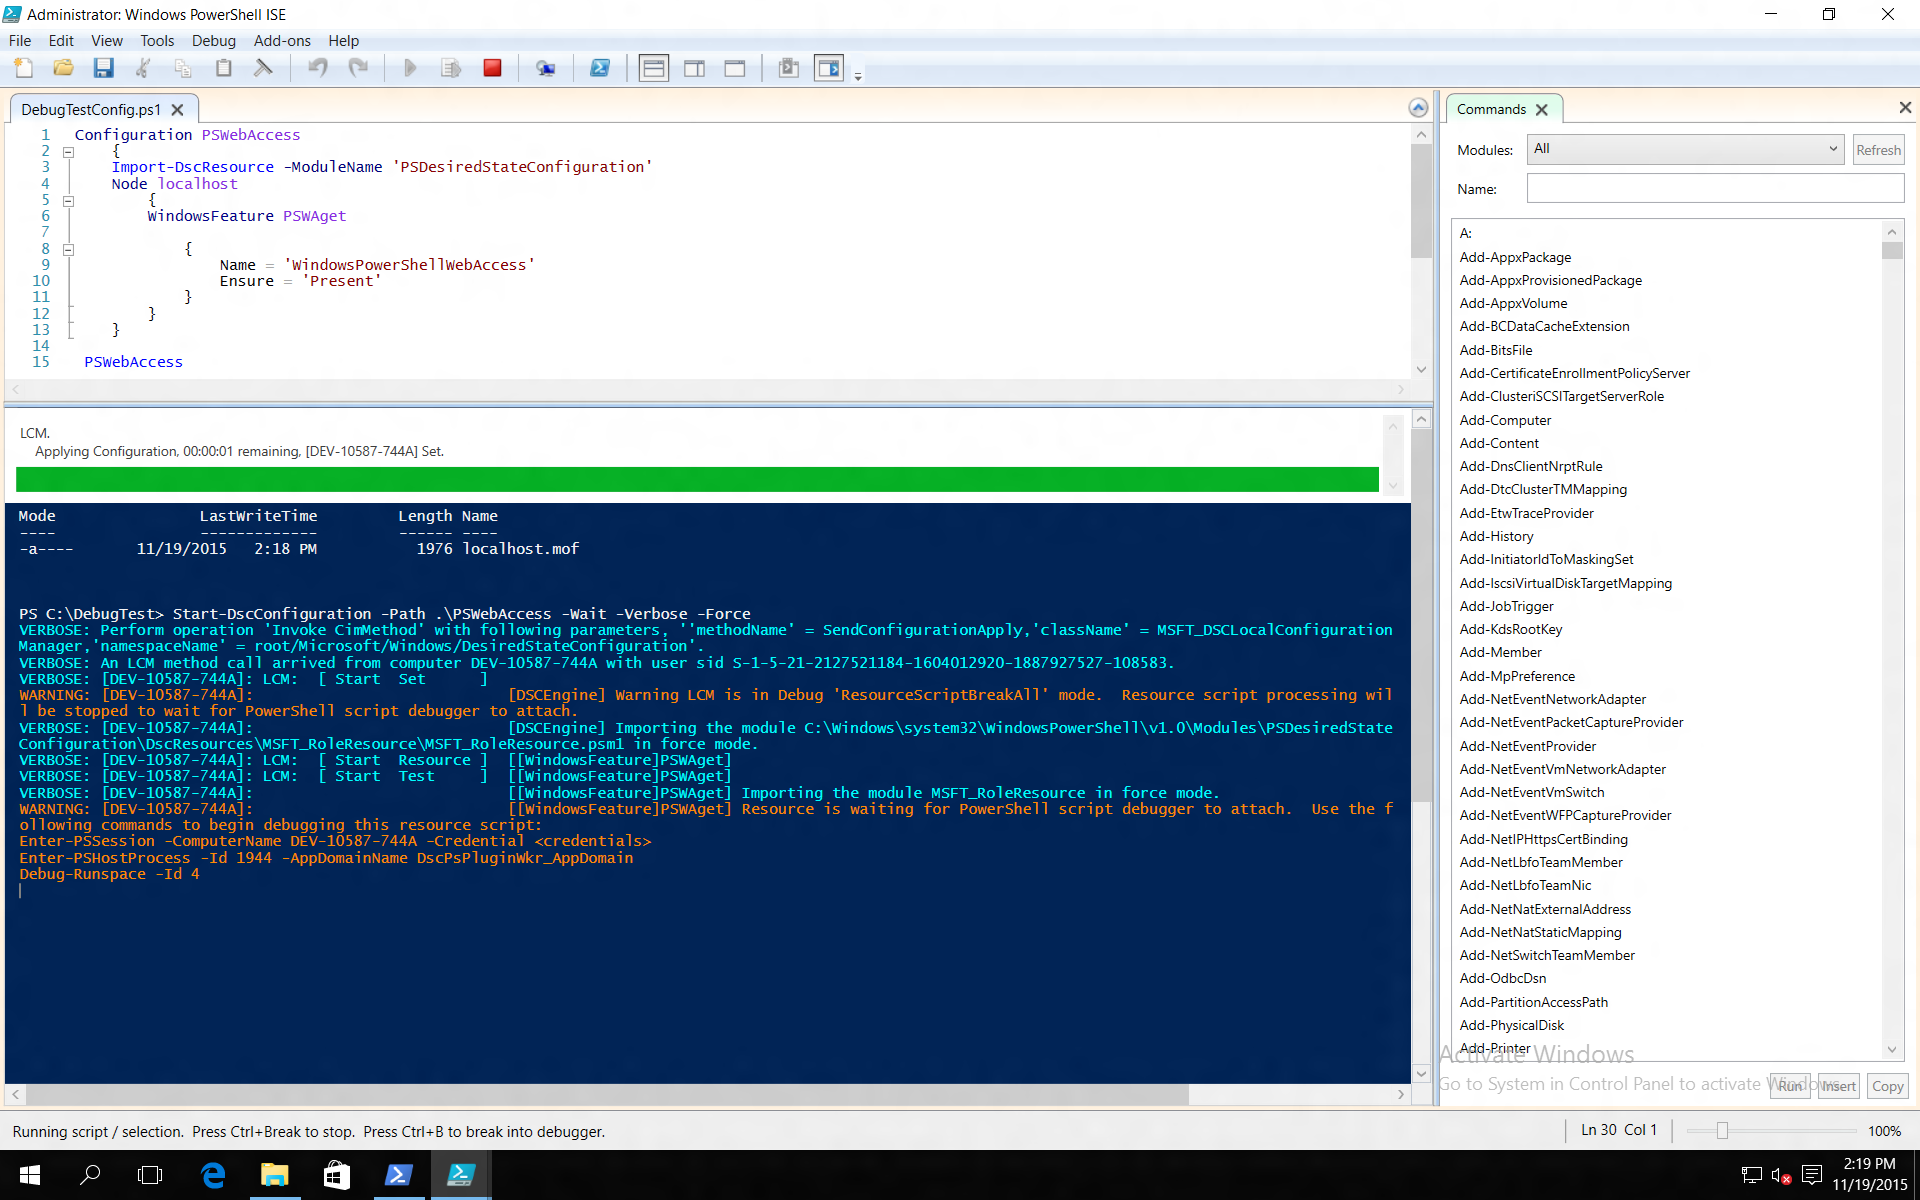 Administrator: Windows PowerShell ISE
File Edit View Tools Debug Add-ons Help
DebugTestConfig.ps1
1 Configuration PSWebAccess
2 {
3 Import-DscResource -ModuleName 'PSDesiredStateConfiguration'
4 Node localhost
5 {
6 WindowsFeature PSWAget
7
8 {
9 Name = 'WindowsPowerShellWebAccess'
10 Ensure = 'Present'
11 }
12 }
13 }
14
15 PSWebAccess
LCM.
Applying Configuration, 00:00:01 remaining, [DEV-10587-744A] Set.
Mode LastWriteTime Length Name
---- ------------- ------ ----
-a---- 11/19/2015 2:18 PM 1976 localhost.mof
PS C:\DebugTest> Start-DscConfiguration -Path .\PSWebAccess -Wait -Verbose -Force
VERBOSE: Perform operation 'Invoke CimMethod' with following parameters, ''methodName' = SendConfigurationApply,'className' = MSFT_DSCLocalConfiguration
Manager,'namespaceName' = root/Microsoft/Windows/DesiredStateConfiguration'.
VERBOSE: An LCM method call arrived from computer DEV-10587-744A with user sid S-1-5-21-2127521184-1604012920-1887927527-108583.
VERBOSE: [DEV-10587-744A]: LCM: [ Start Set ]
WARNING: [DEV-10587-744A]: [DSCEngine] Warning LCM is in Debug 'ResourceScriptBreakAll' mode. Resource script processing wil
l be stopped to wait for PowerShell script debugger to attach.
VERBOSE: [DEV-10587-744A]: [DSCEngine] Importing the module C:\Windows\system32\WindowsPowerShell\v1.0\Modules\PSDesiredState
Configuration\DscResources\MSFT_RoleResource\MSFT_RoleResource.psm1 in force mode.
VERBOSE: [DEV-10587-744A]: LCM: [ Start Resource ] [[WindowsFeature]PSWAget]
VERBOSE: [DEV-10587-744A]: LCM: [ Start Test ] [[WindowsFeature]PSWAget]
VERBOSE: [DEV-10587-744A]: [[WindowsFeature]PSWAget] Importing the module MSFT_RoleResource in force mode.
WARNING: [DEV-10587-744A]: [[WindowsFeature]PSWAget] Resource is waiting for PowerShell script debugger to attach. Use the f
ollowing commands to begin debugging this resource script:
Enter-PSSession -ComputerName DEV-10587-744A -Credential <credentials>
Enter-PSHostProcess -Id 1944 -AppDomainName DscPsPluginWkr_AppDomain
Debug-Runspace -Id 4
Commands
Modules: All Refresh
Name:
A:
Add-AppxPackage
Add-AppxProvisionedPackage
Add-AppxVolume
Add-BCDataCacheExtension
Add-BitsFile
Add-CertificateEnrollmentPolicyServer
Add-ClusteriSCSITargetServerRole
Add-Computer
Add-Content
Add-DnsClientNrptRule
Add-DtcClusterTMMapping
Add-EtwTraceProvider
Add-History
Add-InitiatorIdToMaskingSet
Add-IscsiVirtualDiskTargetMapping
Add-JobTrigger
Add-KdsRootKey
Add-Member
Add-MpPreference
Add-NetEventNetworkAdapter
Add-NetEventPacketCaptureProvider
Add-NetEventProvider
Add-NetEventVmNetworkAdapter
Add-NetEventVmSwitch
Add-NetEventWFPCaptureProvider
Add-NetIPHttpsCertBinding
Add-NetLbfoTeamMember
Add-NetLbfoTeamNic
Add-NetNatExternalAddress
Add-NetNatStaticMapping
Add-NetSwitchTeamMember
Add-OdbcDsn
Add-PartitionAccessPath
Add-PhysicalDisk
Add-Printer
Activate Windows
Go to System in Control Panel to activate Windows.
Run Insert Copy
Running script / selection. Press Ctrl+Break to stop. Press Ctrl+B to break into debugger.
Ln 30 Col 1 100%
2:19 PM
11/19/2015